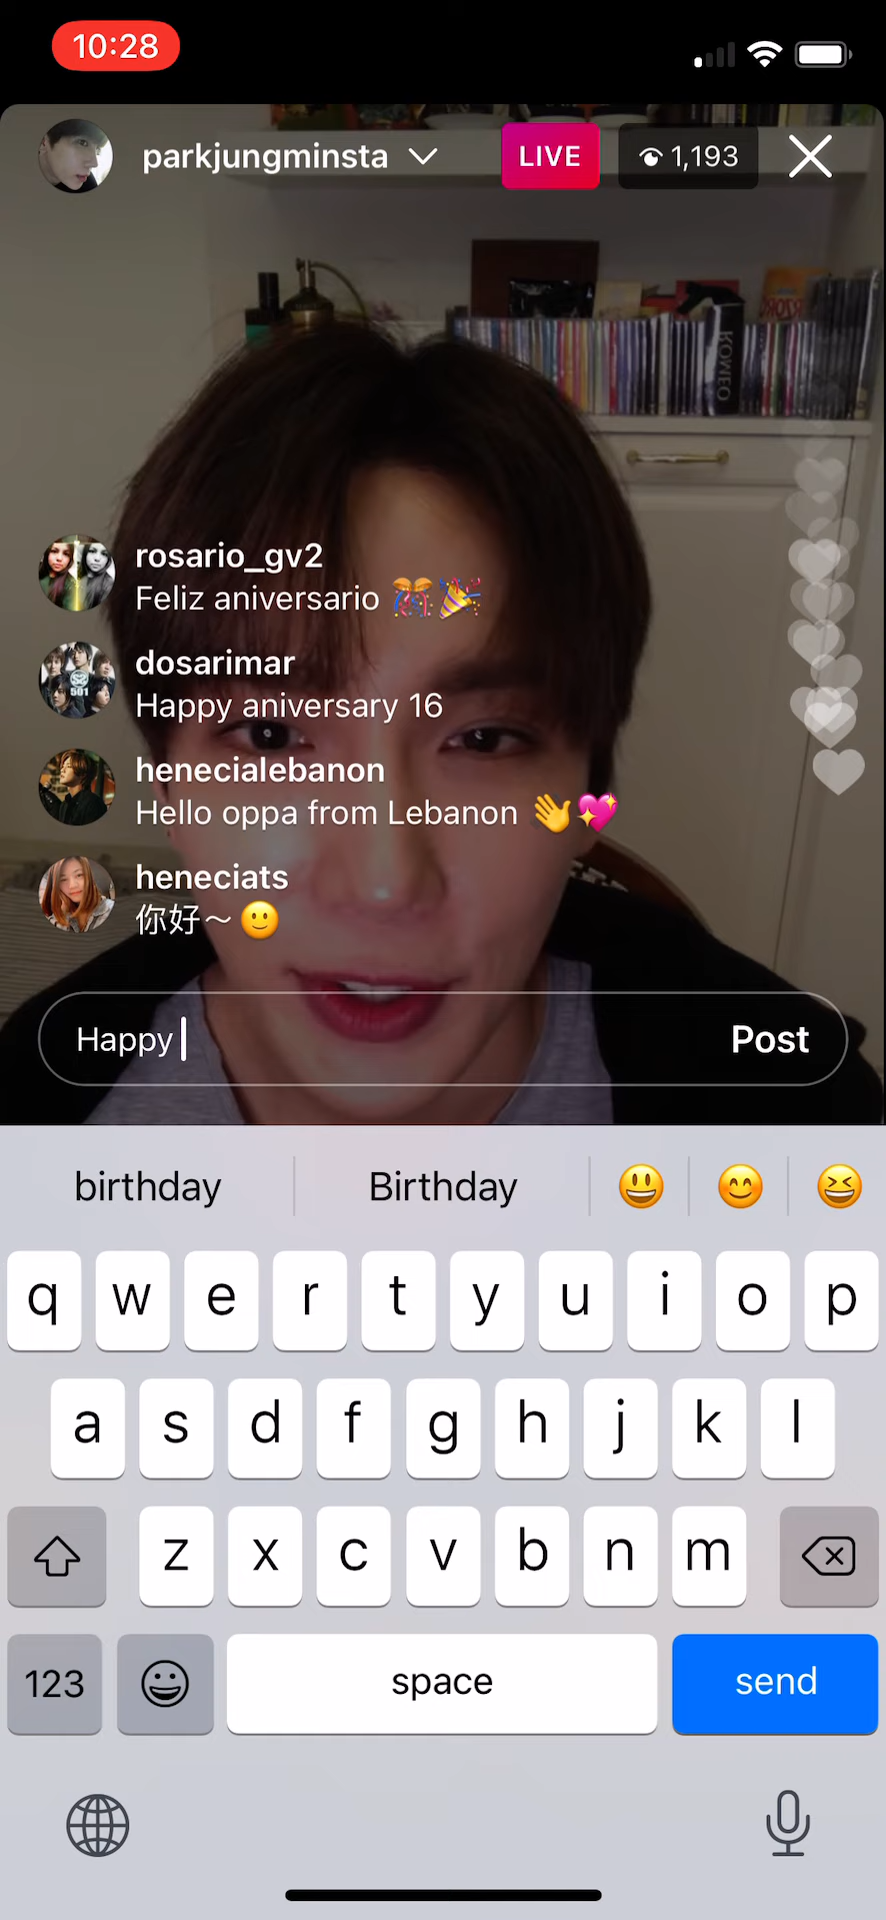 10:28
parkjungminsta
LIVE
1,193
ROMEO
rosario_gv2
Feliz aniversario
dosarimar
Happy aniversary 16
henecialebanon
Hello oppa from Lebanon
heneciats
你好～
Happy
Post
birthday
Birthday
q w e r t y u i o p
a s d f g h j k l
z x c v b n m
123
space
send